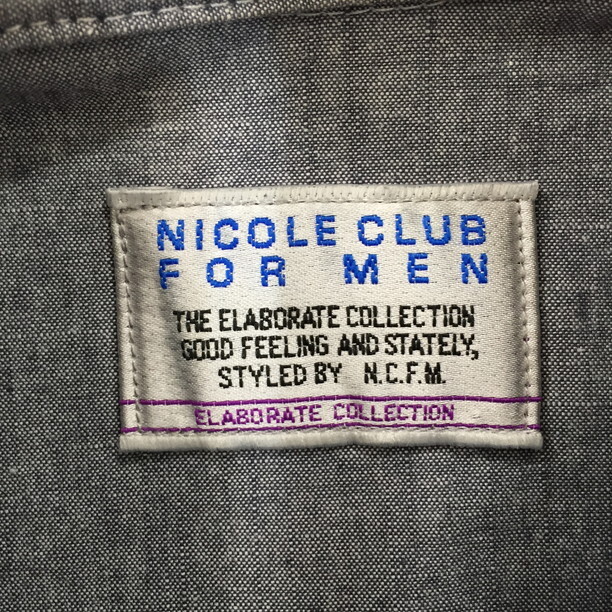 NICOLE CLUB
FOR MEN
THE ELABORATE COLLECTION
GOOD FEELING AND STATELY,
STYLED BY N.C.F.M.
ELABORATE COLLECTION